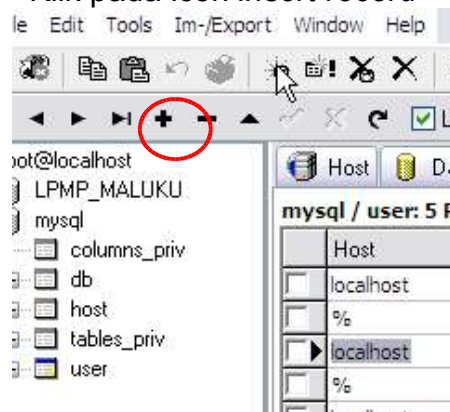 Klik pada icon insert record
le Edit Tools Im-/Export Window Help
oot@localhost
LPMP_MALUKU
mysql
columns_priv
db
host
tables_priv
user
Host
mysql / user: 5
Host
localhost
%
localhost
%